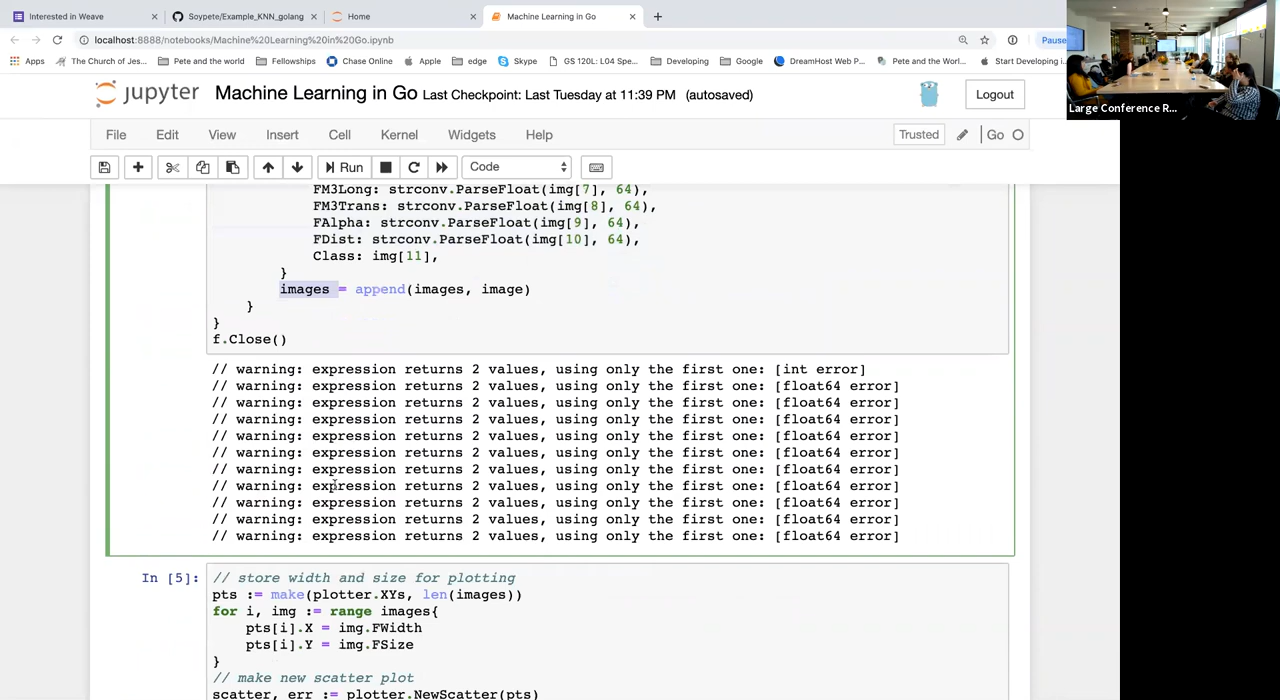 Interested in Weave
Soypete/Example_KNN_golang
Home
Machine Learning in Go
localhost:8888/notebooks/Machine%20Learning%20in%20Go.ipynb
Pause
Apps
The Church of Jes...
Pete and the world
Fellowships
Chase Online
Apple
edge
Skype
GS 120L: L04 Spe...
Developing
Google
DreamHost Web P...
Pete and the Worl...
Start Developing i...
Large Conference R...
jupyter Machine Learning in Go Last Checkpoint: Last Tuesday at 11:39 PM (autosaved)
Logout
File Edit View Insert Cell Kernel Widgets Help
Trusted
Go
Run
Code
FM3Long: strconv.ParseFloat(img[7], 64),
FM3Trans: strconv.ParseFloat(img[8], 64),
FAlpha: strconv.ParseFloat(img[9], 64),
FDist: strconv.ParseFloat(img[10], 64),
Class: img[11],
}
images = append(images, image)
}
}
f.Close()
// warning: expression returns 2 values, using only the first one: [int error]
// warning: expression returns 2 values, using only the first one: [float64 error]
// warning: expression returns 2 values, using only the first one: [float64 error]
// warning: expression returns 2 values, using only the first one: [float64 error]
// warning: expression returns 2 values, using only the first one: [float64 error]
// warning: expression returns 2 values, using only the first one: [float64 error]
// warning: expression returns 2 values, using only the first one: [float64 error]
// warning: expression returns 2 values, using only the first one: [float64 error]
// warning: expression returns 2 values, using only the first one: [float64 error]
// warning: expression returns 2 values, using only the first one: [float64 error]
// warning: expression returns 2 values, using only the first one: [float64 error]
In [5]:
// store width and size for plotting
pts := make(plotter.XYs, len(images))
for i, img := range images{
pts[i].X = img.FWidth
pts[i].Y = img.FSize
}
// make new scatter plot
scatter, err := plotter.NewScatter(pts)